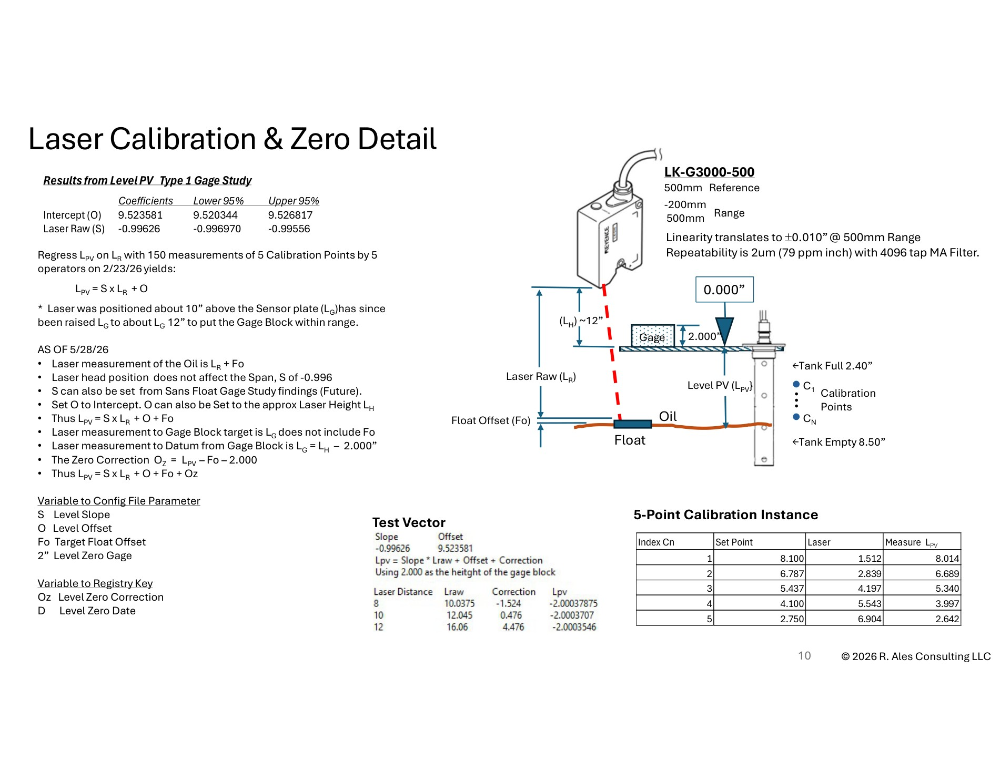 Laser Calibration & Zero Detail
Results from Level PV Type 1 Gage Study
Coefficients Lower 95% Upper 95%
Intercept (O) 9.523581 9.520344 9.526817
Laser Raw (S) -0.99626 -0.996970 -0.99556
Regress LPV on LR with 150 measurements of 5 Calibration Points by 5
operators on 2/23/26 yields:
LPV = S x LR + O
* Laser was positioned about 10” above the Sensor plate (LG)has since
been raised LG to about LG 12” to put the Gage Block within range.
AS OF 5/28/26
• Laser measurement of the Oil is LR + Fo
• Laser head position does not affect the Span, S of -0.996
• S can also be set from Sans Float Gage Study findings (Future).
• Set O to Intercept. O can also be Set to the approx Laser Height LH
• Thus LPV = S x LR + O + Fo
• Laser measurement to Gage Block target is LG does not include Fo
• Laser measurement to Datum from Gage Block is LG = LH – 2.000”
• The Zero Correction OZ = LPV – Fo – 2.000
• Thus LPV = S x LR + O + Fo + Oz
Variable to Config File Parameter
S Level Slope
O Level Offset
Fo Target Float Offset
2” Level Zero Gage
Variable to Registry Key
Oz Level Zero Correction
D Level Zero Date
KEYENCE
LK-G3000-500
500mm Reference
-200mm
500mm Range
Linearity translates to ±0.010” @ 500mm Range
Repeatability is 2um (79 ppm inch) with 4096 tap MA Filter.
0.000”
(LH) ~12”
Gage
2.000”
Laser Raw (LR)
Level PV (LPV}
←Tank Full 2.40”
C1
Calibration
Points
CN
←Tank Empty 8.50”
Float Offset (Fo)
Oil
Float
Test Vector
Slope Offset
-0.99626 9.523581
Lpv = Slope * Lraw + Offset + Correction
Using 2.000 as the heitght of the gage block
Laser Distance Lraw Correction Lpv
8 10.0375 -1.524 -2.00037875
10 12.045 0.476 -2.0003707
12 16.06 4.476 -2.0003546
5-Point Calibration Instance
Index Cn Set Point Laser Measure LPV
1 8.100 1.512 8.014
2 6.787 2.839 6.689
3 5.437 4.197 5.340
4 4.100 5.543 3.997
5 2.750 6.904 2.642
10 © 2026 R. Ales Consulting LLC